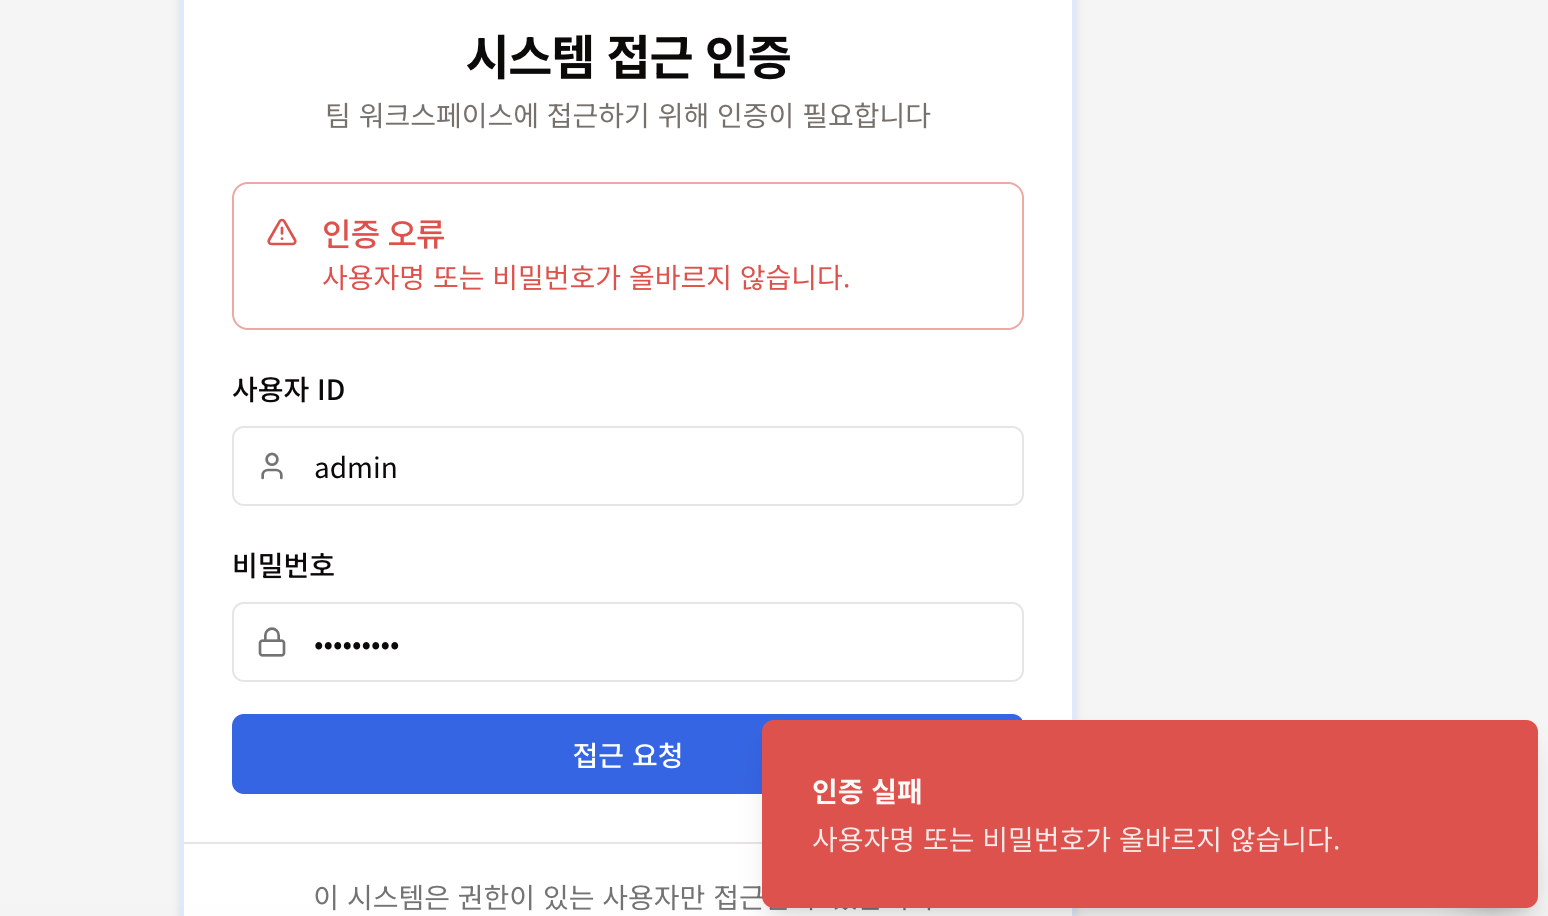 시스템 접근 인증
팀 워크스페이스에 접근하기 위해 인증이 필요합니다
인증 오류
사용자명 또는 비밀번호가 올바르지 않습니다.
사용자 ID
admin
비밀번호
•••••••••
접근 요청
인증 실패
사용자명 또는 비밀번호가 올바르지 않습니다.
이 시스템은 권한이 있는 사용자만 접근